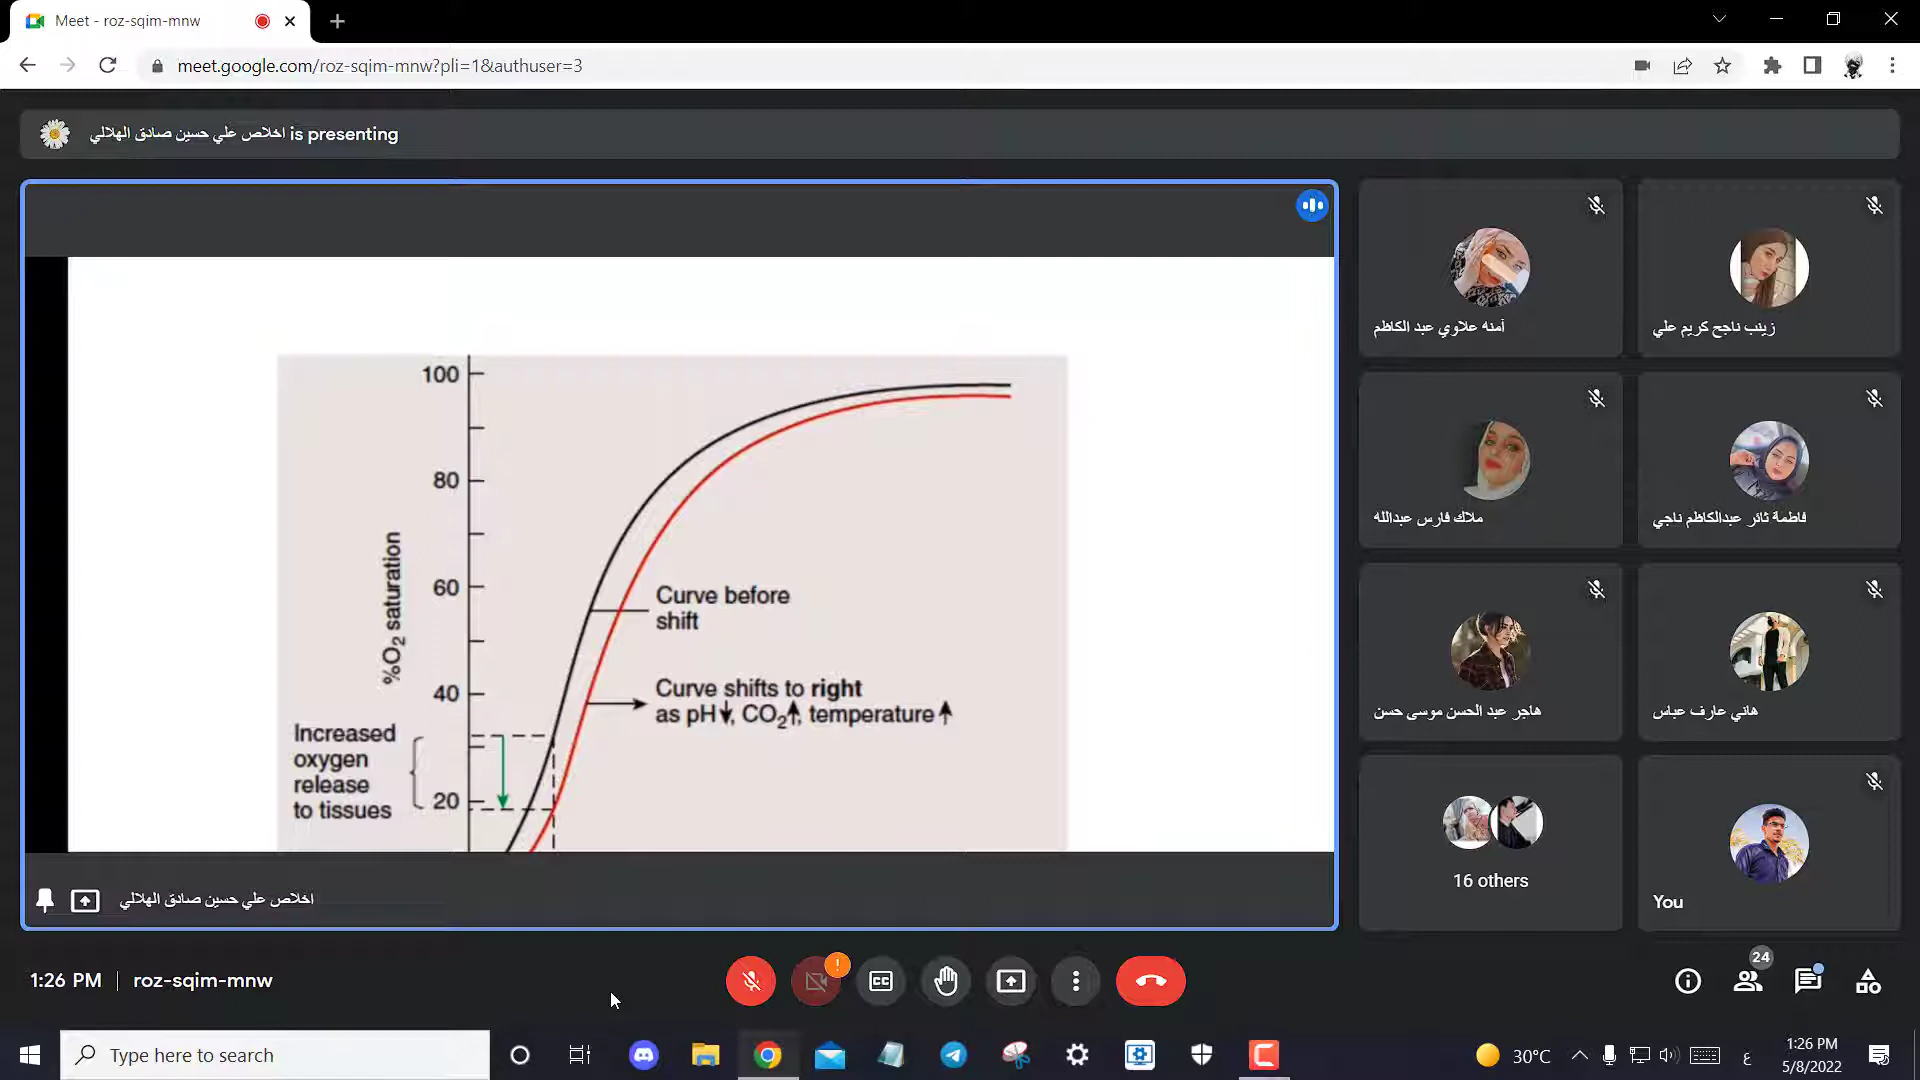 Meet - roz-sqim-mnw
meet.google.com/roz-sqim-mnw?pli=1&authuser=3
اخلاص علي حسين صادق الهلالي is presenting
100
80
60
40
20
%O2 saturation
Curve before
shift
Curve shifts to right
as pH↓, CO2↑, temperature↑
Increased
oxygen
release
to tissues
اخلاص علي حسين صادق الهلالي
آمنه علاوي عبد الكاظم
زينب ناجح كريم علي
ملاك فارس عبدالله
فاطمة ثائر عبدالكاظم ناجي
هاجر عبد الحسن موسى حسن
هاني عارف عباس
16 others
You
1:26 PM | roz-sqim-mnw
!
CC
24
Type here to search
30°C
ع
1:26 PM
5/8/2022